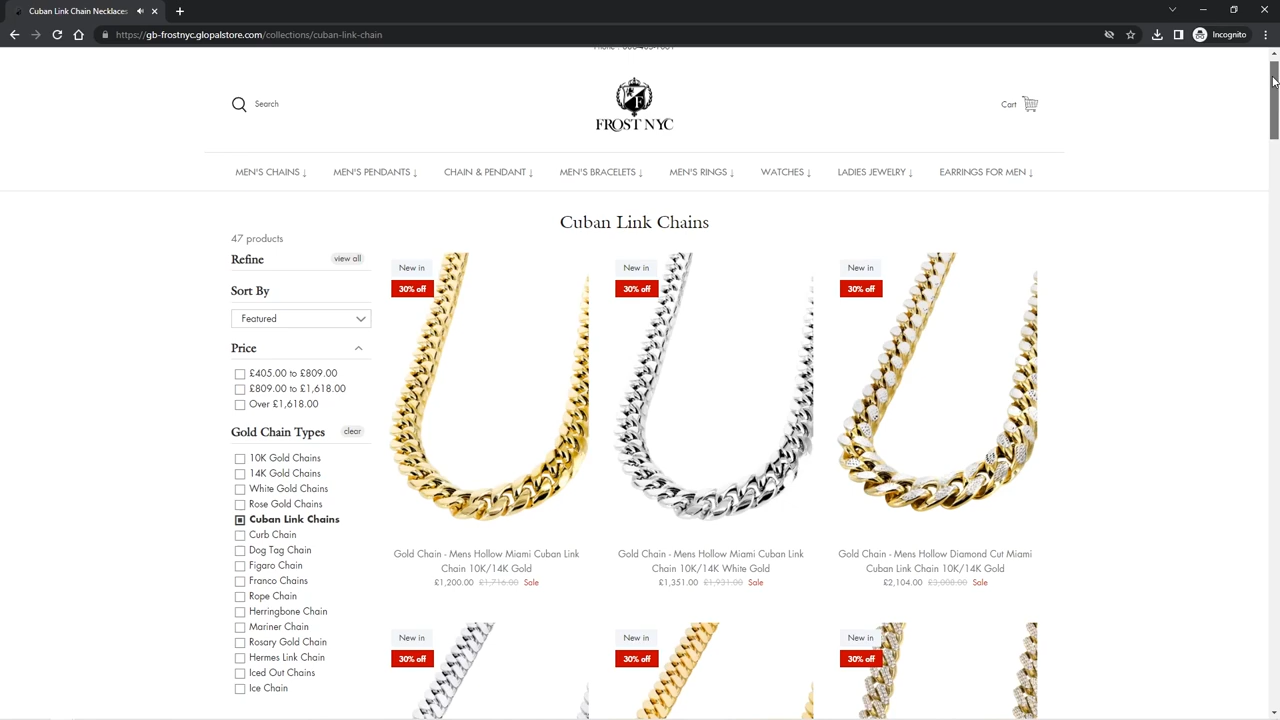 Cuban Link Chain Necklaces
https://gb-frostnyc.glopalstore.com/collections/cuban-link-chain
Incognito
Search
F
FROST NYC
Cart
MEN'S CHAINS ↓
MEN'S PENDANTS ↓
CHAIN & PENDANT ↓
MEN'S BRACELETS ↓
MEN'S RINGS ↓
WATCHES ↓
LADIES JEWELRY ↓
EARRINGS FOR MEN ↓
Cuban Link Chains
47 products
Refine
view all
Sort By
Featured
Price
£405.00 to £809.00
£809.00 to £1,618.00
Over £1,618.00
Gold Chain Types
clear
10K Gold Chains
14K Gold Chains
White Gold Chains
Rose Gold Chains
Cuban Link Chains
Curb Chain
Dog Tag Chain
Figaro Chain
Franco Chains
Rope Chain
Herringbone Chain
Mariner Chain
Rosary Gold Chain
Hermes Link Chain
Iced Out Chains
Ice Chain
New in
30% off
Gold Chain - Mens Hollow Miami Cuban Link
Chain 10K/14K Gold
£1,200.00 £1,716.00 Sale
New in
30% off
Gold Chain - Mens Hollow Miami Cuban Link
Chain 10K/14K White Gold
£1,351.00 £1,931.00 Sale
New in
30% off
Gold Chain - Mens Hollow Diamond Cut Miami
Cuban Link Chain 10K/14K Gold
£2,104.00 £3,008.00 Sale
New in
30% off
New in
30% off
New in
30% off